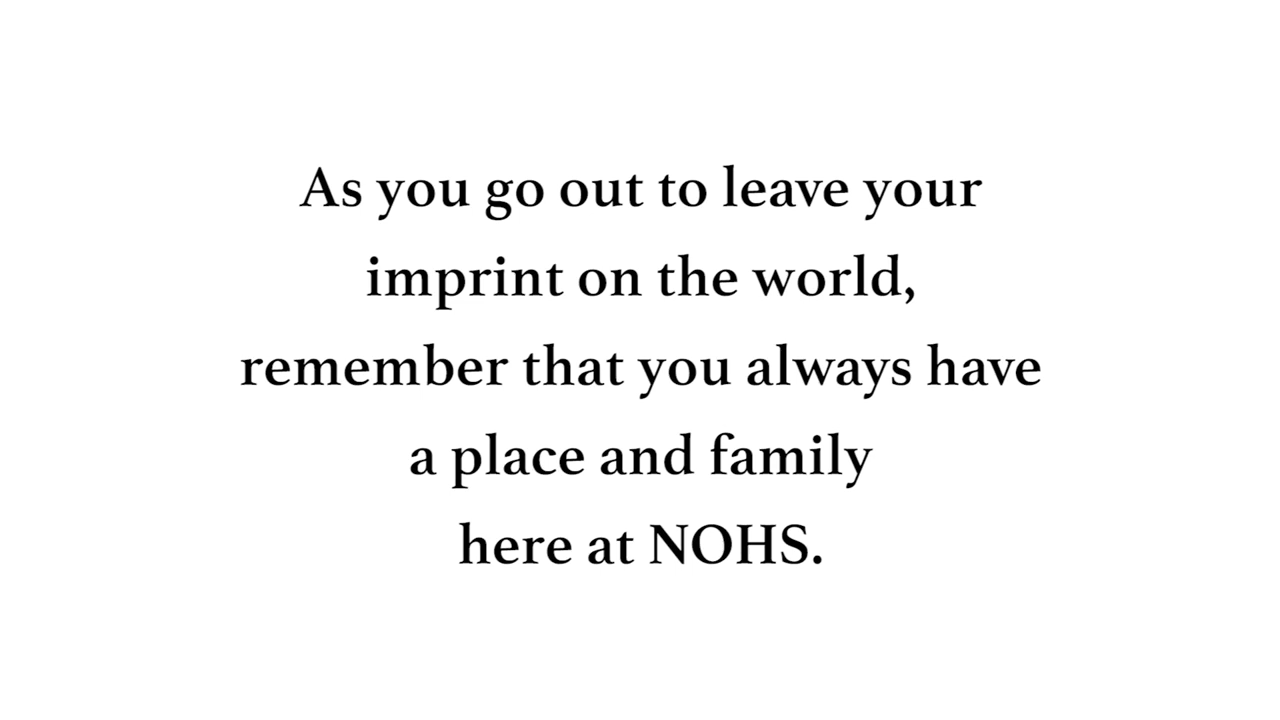 As you go out to leave your
imprint on the world,
remember that you always have
a place and family
here at NOHS.